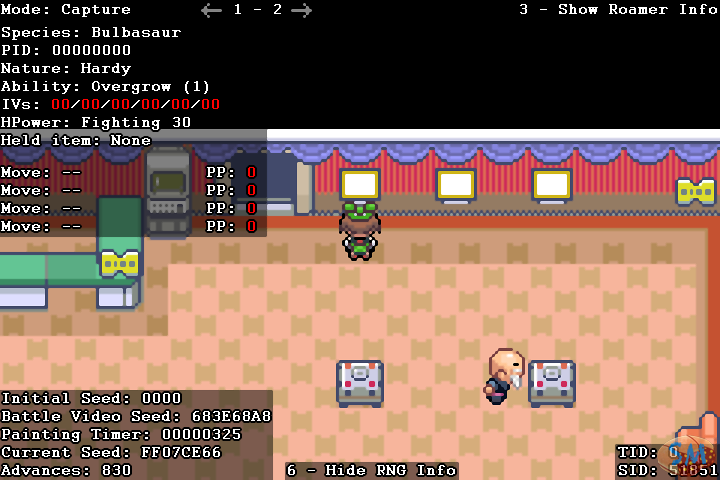 Mode: Capture
← 1 - 2 →
3 - Show Roamer Info
Species: Bulbasaur
PID: 00000000
Nature: Hardy
Ability: Overgrow (1)
IVs: 00/00/00/00/00/00
HPower: Fighting 30
Held item: None
Move: -- PP: 0
Move: -- PP: 0
Move: -- PP: 0
Move: -- PP: 0
Initial Seed: 0000
Battle Video Seed: 683E68A8
Painting Timer: 00000325
Current Seed: FF07CE66
Advances: 830
6 - Hide RNG Info
TID: 0
SID: 51851
SM